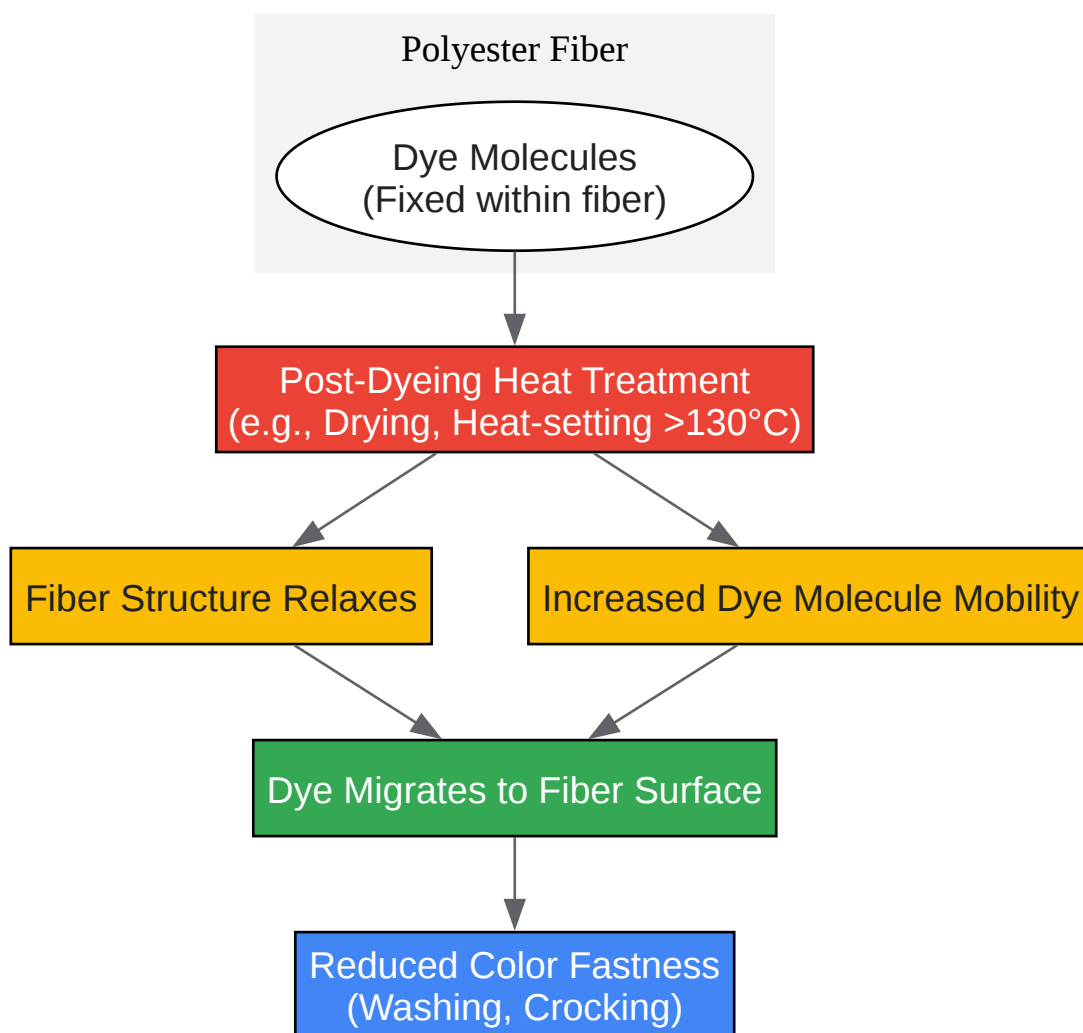 Polyester Fiber
Dye Molecules
(Fixed within fiber)
Post-Dyeing Heat Treatment
(e.g., Drying, Heat-setting >130°C)
Fiber Structure Relaxes
Increased Dye Molecule Mobility
Dye Migrates to Fiber Surface
Reduced Color Fastness
(Washing, Crocking)